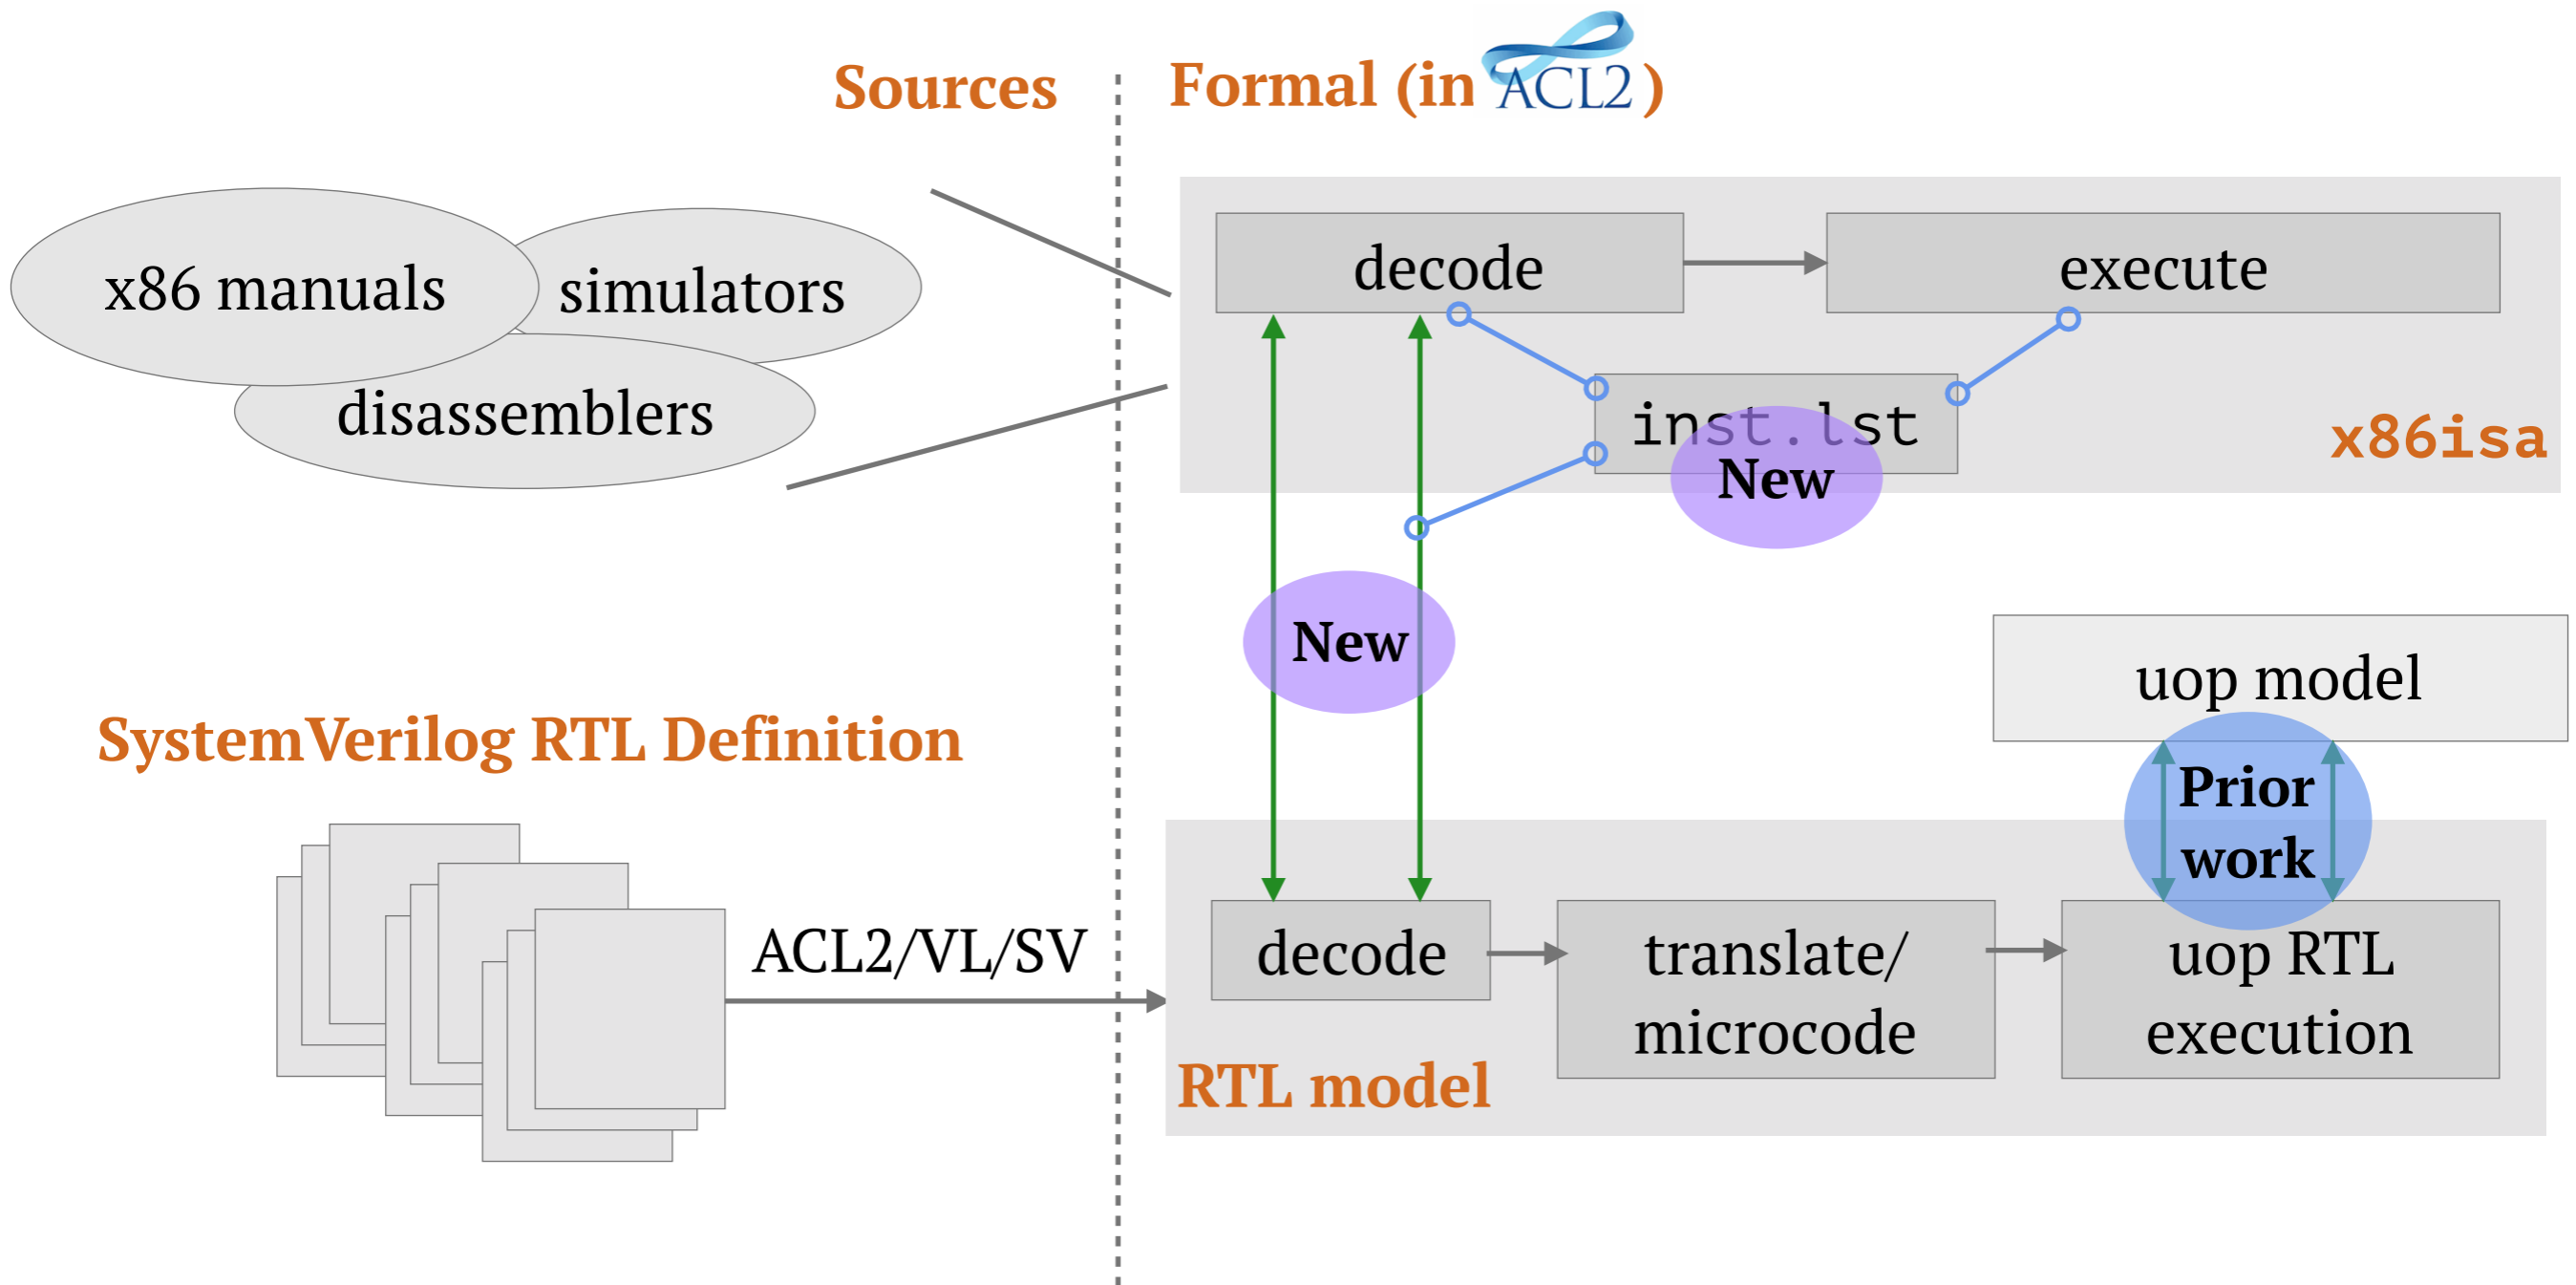 Sources
Formal (in ACL2 )
x86 manuals
simulators
disassemblers
decode
execute
inst.lst
New
x86isa
New
uop model
SystemVerilog RTL Definition
Prior
work
ACL2/VL/SV
decode
translate/
microcode
uop RTL
execution
RTL model